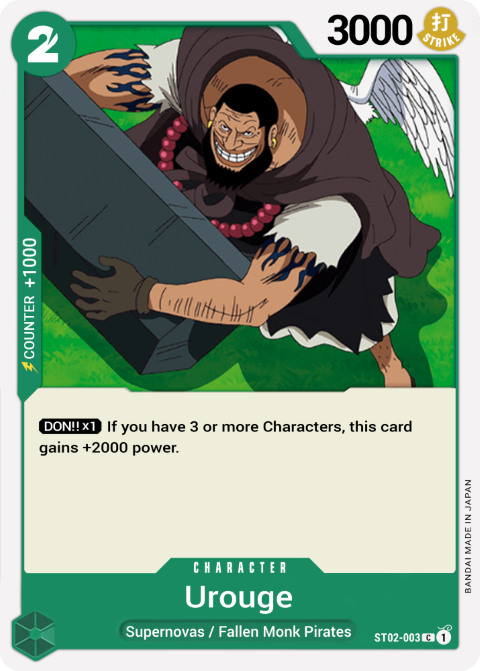 2
3000
打
STRIKE
COUNTER +1000
DON!!×1 If you have 3 or more Characters, this card
gains +2000 power.
BANDAI MADE IN JAPAN
CHARACTER
Urouge
Supernovas / Fallen Monk Pirates
ST02-003 C 1